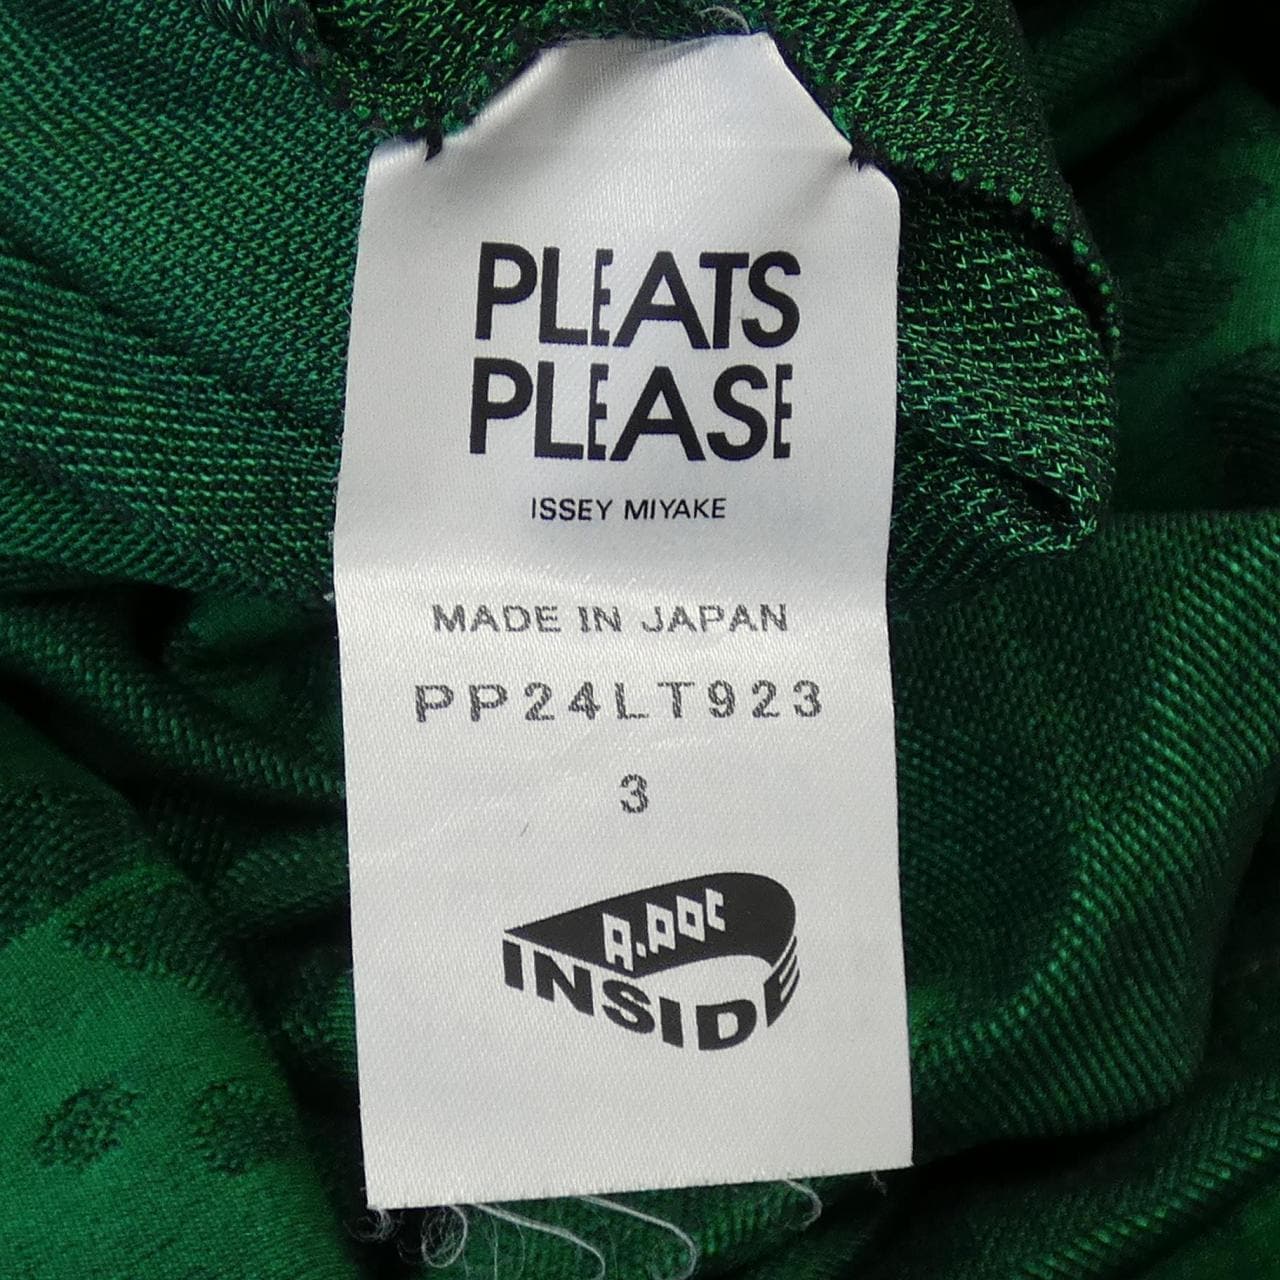 PLEATS
PLEASE
ISSEY MIYAKE
MADE IN JAPAN
PP24LT923
3
A.POC
INSIDE